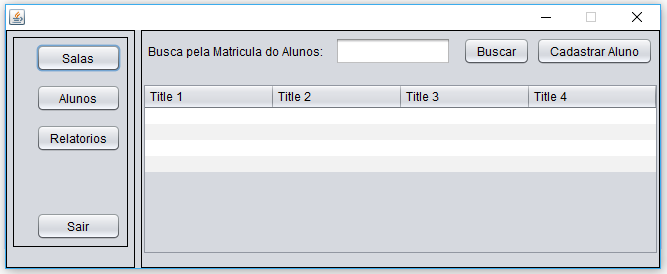 Salas
Alunos
Relatorios
Sair
Busca pela Matricula do Alunos:
Buscar
Cadastrar Aluno
Title 1 Title 2 Title 3 Title 4